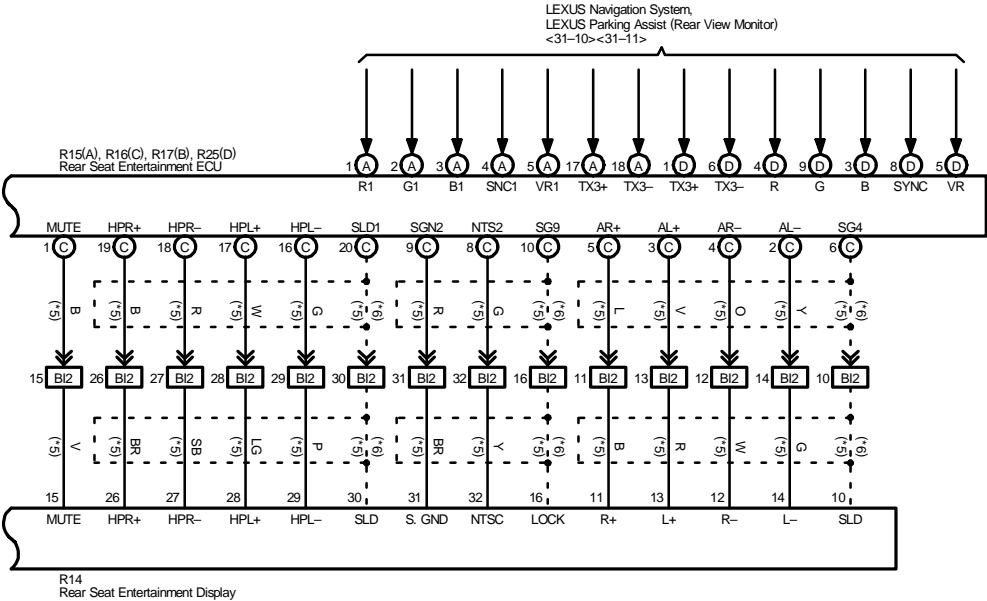 LEXUS Navigation System,
LEXUS Parking Assist (Rear View Monitor)
<31–10><31–11>
R15(A), R16(C), R17(B), R25(D)
Rear Seat Entertainment ECU
1 A 2 A 3 A 4 A 5 A 17 A 18 A 1 D 6 D 4 D 9 D 3 D 8 D 5 D
R1 G1 B1 SNC1 VR1 TX3+ TX3– TX3+ TX3– R G B SYNC VR
MUTE HPR+ HPR– HPL+ HPL– SLD1 SGN2 NTS2 SG9 AR+ AL+ AR– AL– SG4
1 C 19 C 18 C 17 C 16 C 20 C 9 C 8 C 10 C 5 C 3 C 4 C 2 C 6 C
(*5) B (*5) B (*5) R (*5) W (*5) G (*5) (*6) (*5) R (*5) G (*5) (*6) (*5) L (*5) V (*5) O (*5) Y (*5) (*6)
15 BI2 26 BI2 27 BI2 28 BI2 29 BI2 30 BI2 31 BI2 32 BI2 16 BI2 11 BI2 13 BI2 12 BI2 14 BI2 10 BI2
(*5) V (*5) BR (*5) SB (*5) LG (*5) P (*5) (*6) (*5) BR (*5) Y (*5) (*6) (*5) B (*5) R (*5) W (*5) G (*5) (*6)
15 26 27 28 29 30 31 32 16 11 13 12 14 10
MUTE HPR+ HPR– HPL+ HPL– SLD S. GND NTSC LOCK R+ L+ R– L– SLD
R14
Rear Seat Entertainment Display